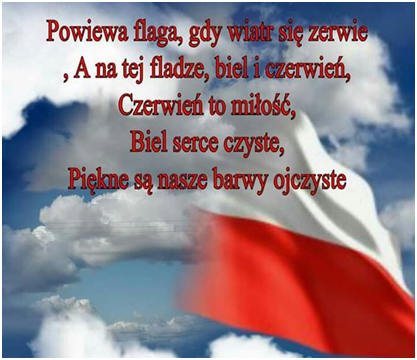 Powiewa flaga, gdy wiatr się zerwie
, A na tej fladze, biel i czerwień,
Czerwień to miłość,
Biel serce czyste,
Piękne są nasze barwy ojczyste